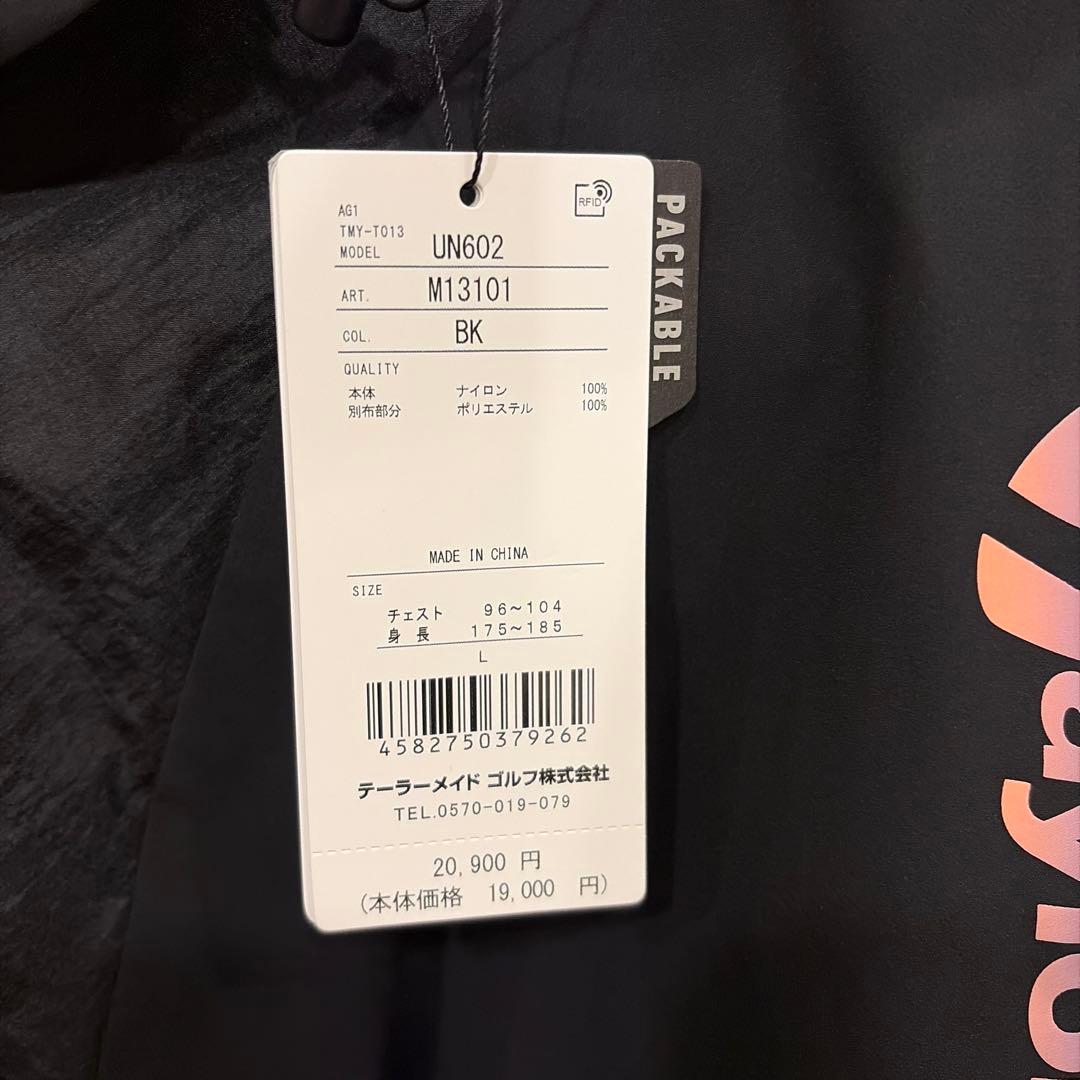 RFID
AG1
TMY-T013
MODEL UN602
ART. M13101
COL. BK
QUALITY
本体 ナイロン 100%
別布部分 ポリエステル 100%
MADE IN CHINA
SIZE
チェスト 96~104
身 長 175~185
L
4582750379262
テーラーメイド ゴルフ株式会社
TEL.0570-019-079
20,900 円
(本体価格 19,000 円)
PACKABLE